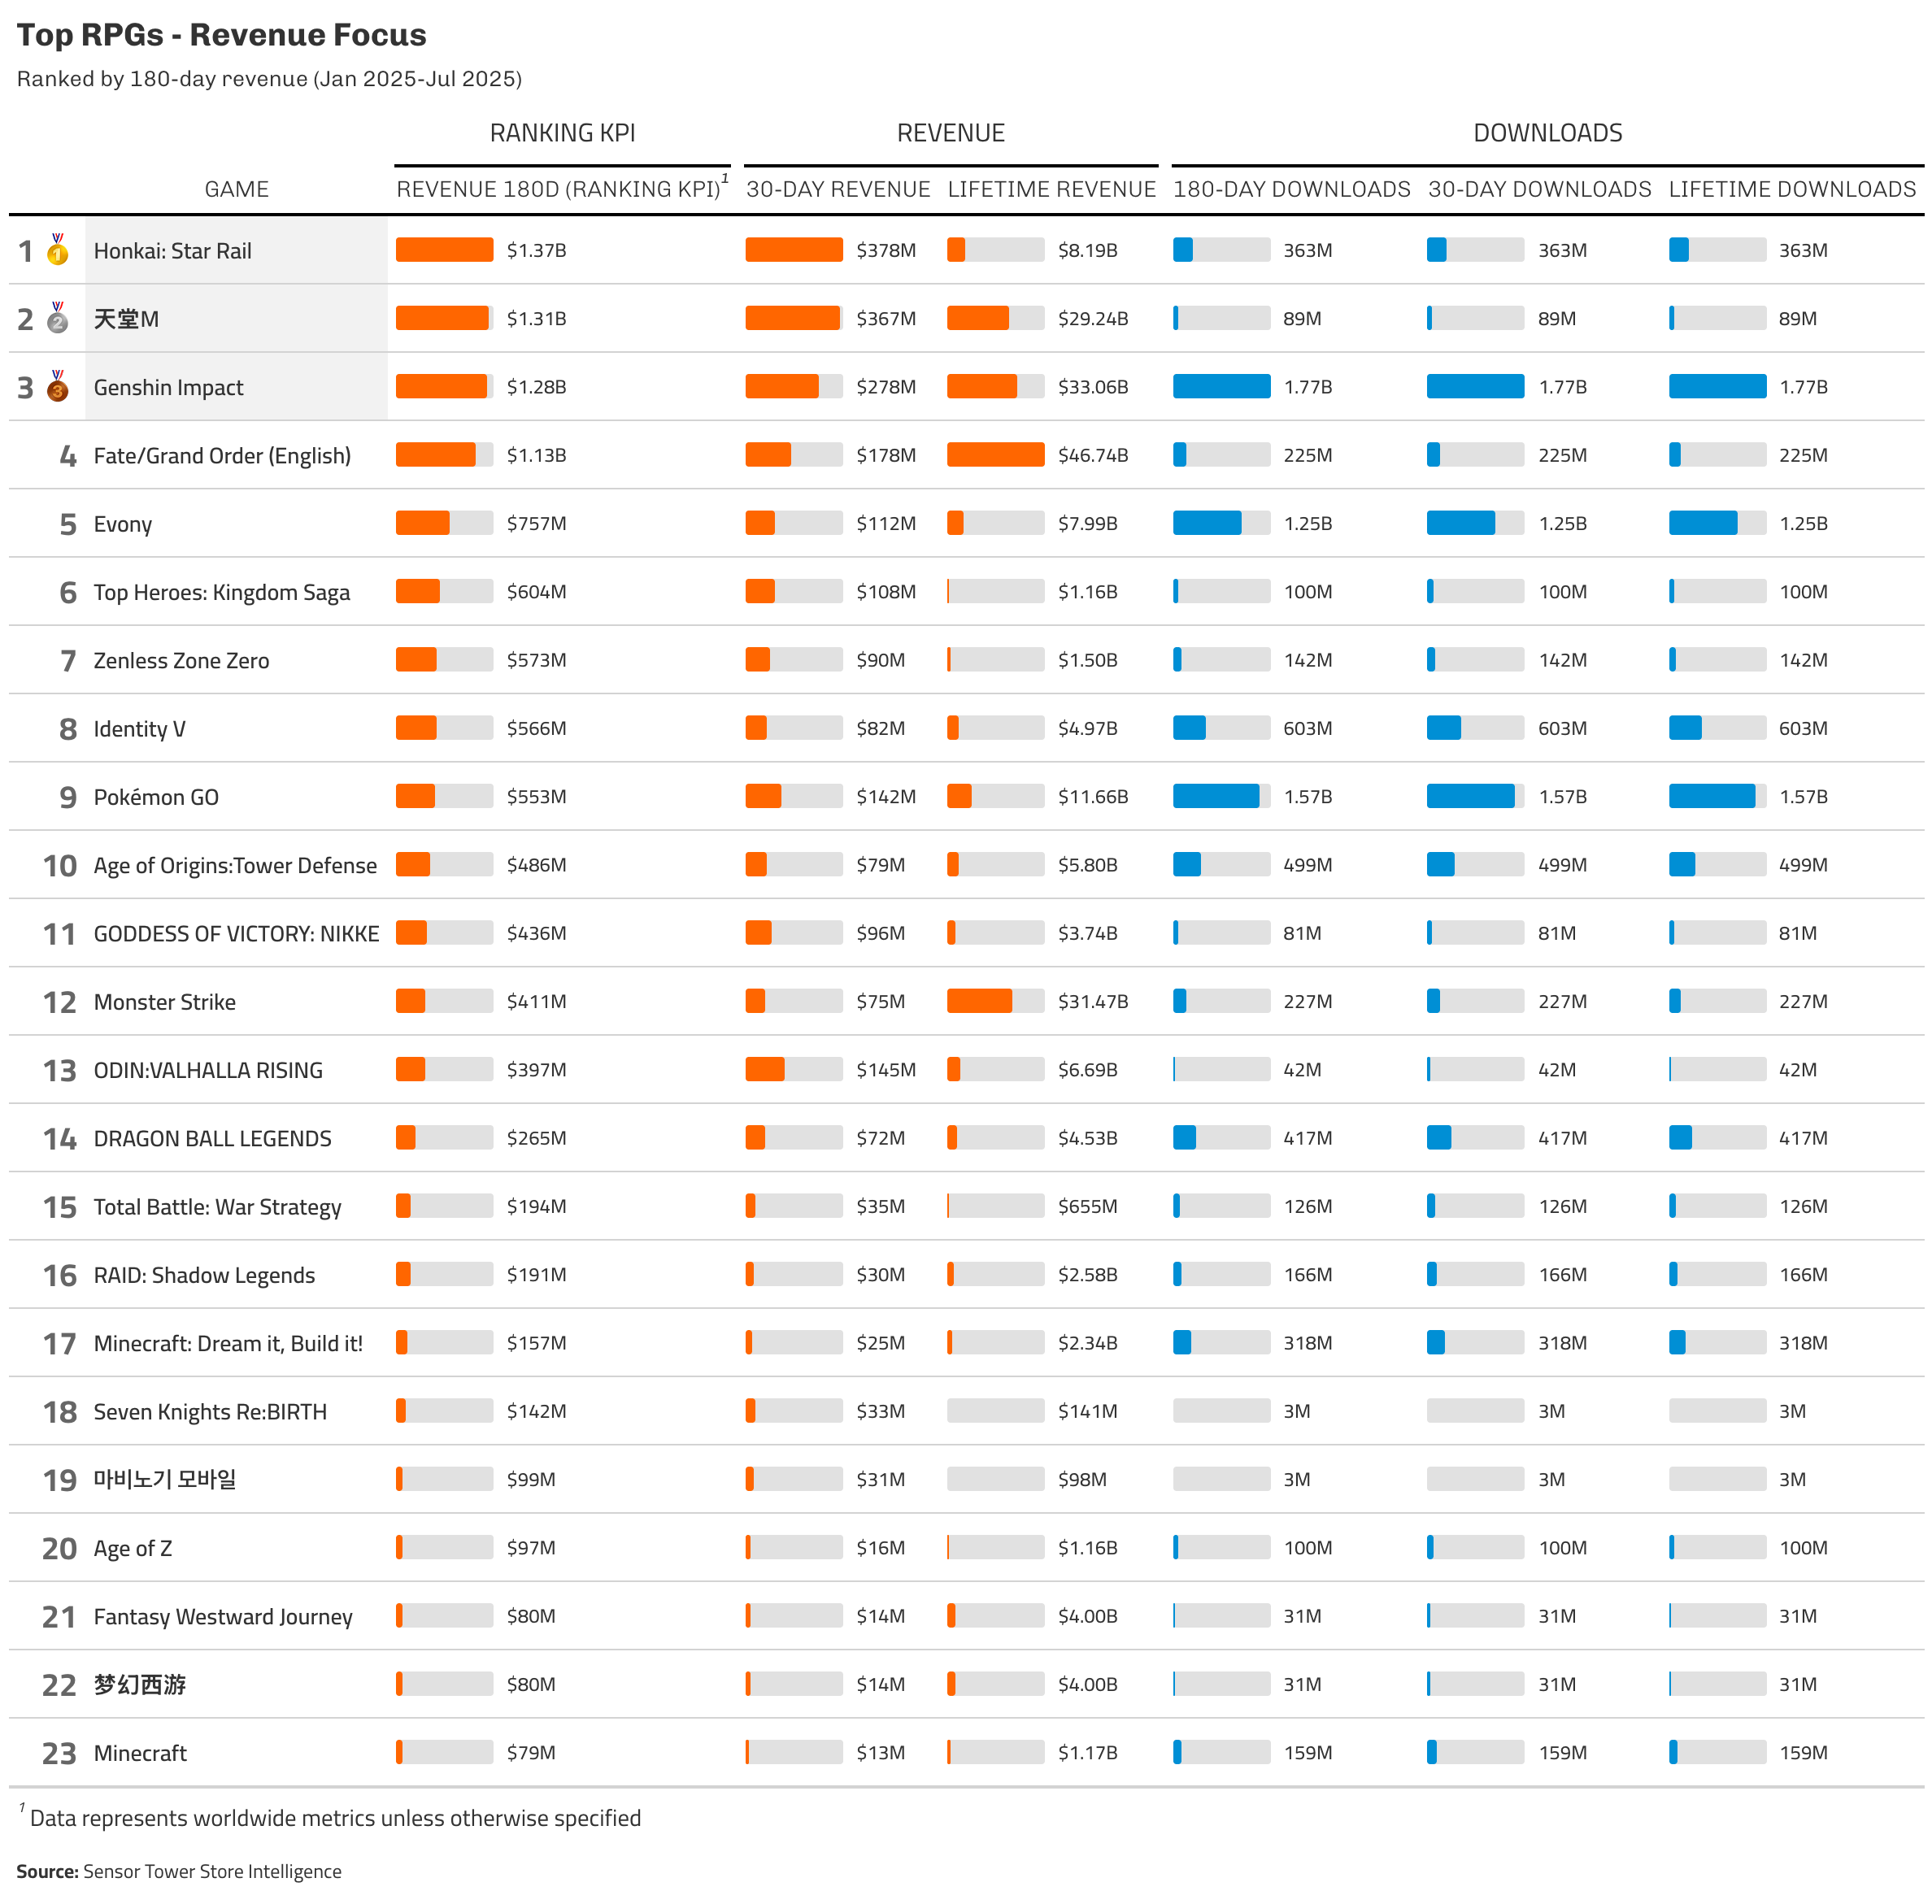 Top RPGs - Revenue Focus
Ranked by 180-day revenue (Jan 2025-Jul 2025)
RANKING KPI REVENUE DOWNLOADS
GAME REVENUE 180D (RANKING KPI)1 30-DAY REVENUE LIFETIME REVENUE 180-DAY DOWNLOADS 30-DAY DOWNLOADS LIFETIME DOWNLOADS
1 🥇 Honkai: Star Rail $1.37B $378M $8.19B 363M 363M 363M
2 🥈 天堂M $1.31B $367M $29.24B 89M 89M 89M
3 🥉 Genshin Impact $1.28B $278M $33.06B 1.77B 1.77B 1.77B
4 Fate/Grand Order (English) $1.13B $178M $46.74B 225M 225M 225M
5 Evony $757M $112M $7.99B 1.25B 1.25B 1.25B
6 Top Heroes: Kingdom Saga $604M $108M $1.16B 100M 100M 100M
7 Zenless Zone Zero $573M $90M $1.50B 142M 142M 142M
8 Identity V $566M $82M $4.97B 603M 603M 603M
9 Pokémon GO $553M $142M $11.66B 1.57B 1.57B 1.57B
10 Age of Origins:Tower Defense $486M $79M $5.80B 499M 499M 499M
11 GODDESS OF VICTORY: NIKKE $436M $96M $3.74B 81M 81M 81M
12 Monster Strike $411M $75M $31.47B 227M 227M 227M
13 ODIN:VALHALLA RISING $397M $145M $6.69B 42M 42M 42M
14 DRAGON BALL LEGENDS $265M $72M $4.53B 417M 417M 417M
15 Total Battle: War Strategy $194M $35M $655M 126M 126M 126M
16 RAID: Shadow Legends $191M $30M $2.58B 166M 166M 166M
17 Minecraft: Dream it, Build it! $157M $25M $2.34B 318M 318M 318M
18 Seven Knights Re:BIRTH $142M $33M $141M 3M 3M 3M
19 마비노기 모바일 $99M $31M $98M 3M 3M 3M
20 Age of Z $97M $16M $1.16B 100M 100M 100M
21 Fantasy Westward Journey $80M $14M $4.00B 31M 31M 31M
22 梦幻西游 $80M $14M $4.00B 31M 31M 31M
23 Minecraft $79M $13M $1.17B 159M 159M 159M
1 Data represents worldwide metrics unless otherwise specified
Source: Sensor Tower Store Intelligence